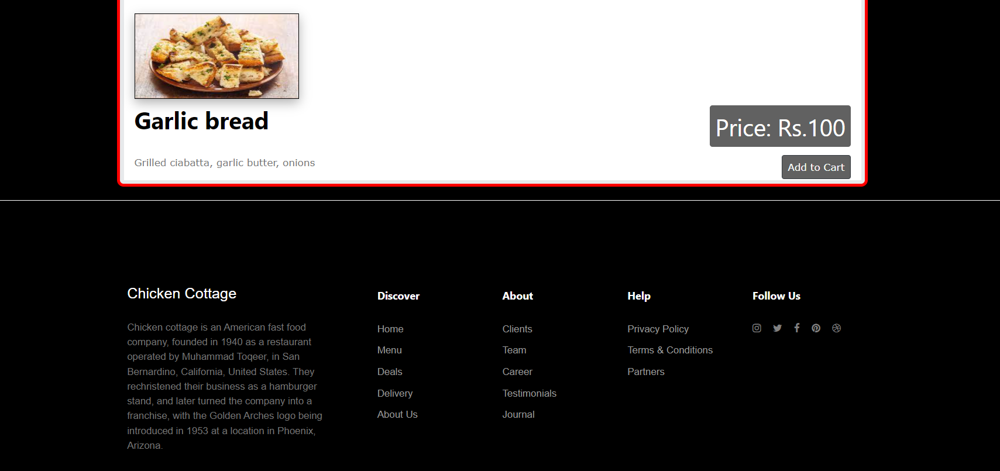 Garlic bread
Price: Rs.100
Grilled ciabatta, garlic butter, onions
Add to Cart
Chicken Cottage
Chicken cottage is an American fast food
company, founded in 1940 as a restaurant
operated by Muhammad Toqeer, in San
Bernardino, California, United States. They
rechristened their business as a hamburger
stand, and later turned the company into a
franchise, with the Golden Arches logo being
introduced in 1953 at a location in Phoenix,
Arizona.
Discover
Home
Menu
Deals
Delivery
About Us
About
Clients
Team
Career
Testimonials
Journal
Help
Privacy Policy
Terms & Conditions
Partners
Follow Us